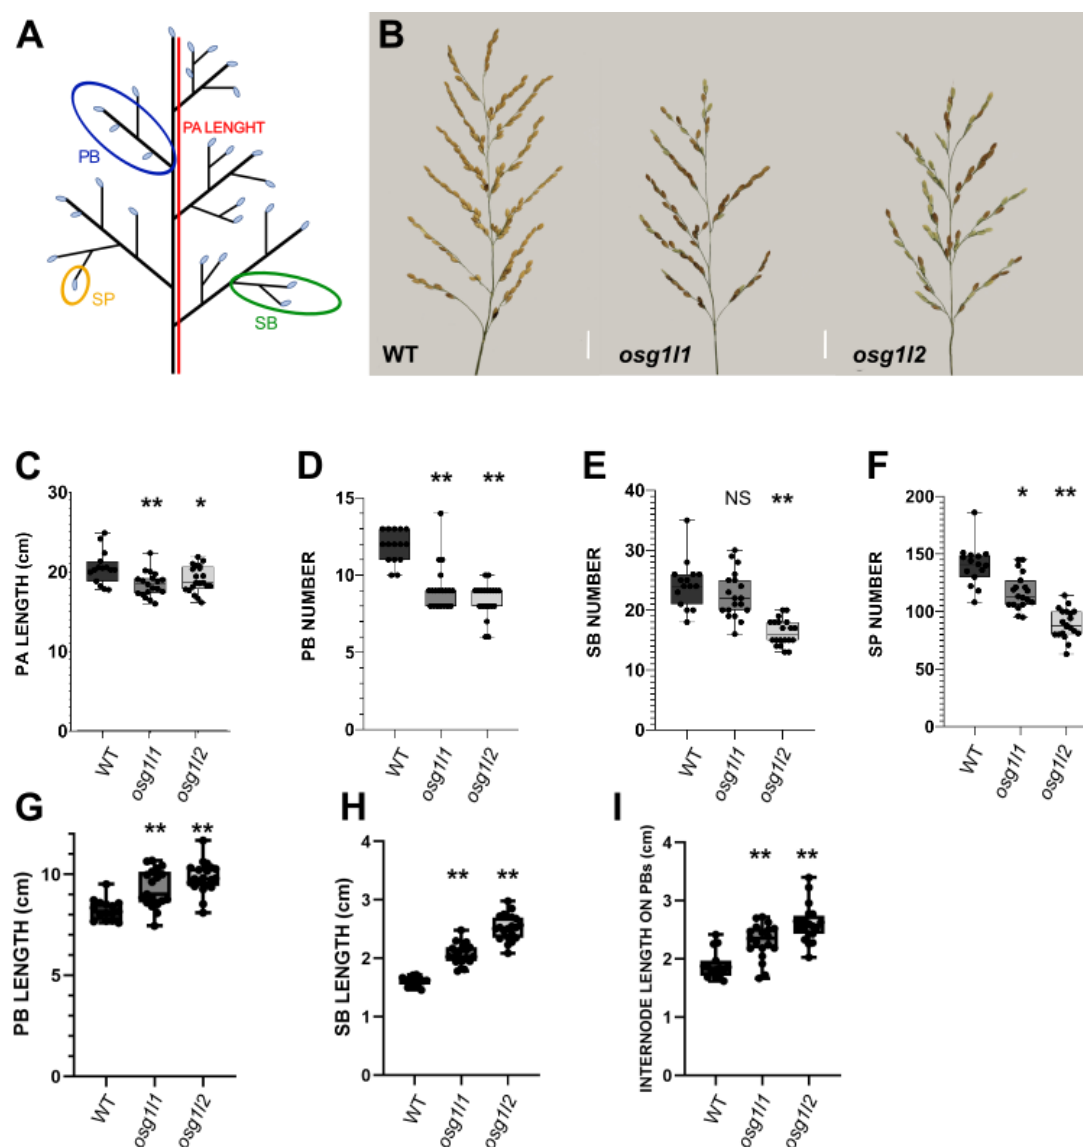 A
PA LENGHT
PB
SP
SB
B
WT
osg1l1
osg1l2
C
**
*
PA LENGTH (cm)
30
20
10
0
WT
osg1l1
osg1l2
D
**
**
PB NUMBER
15
10
5
0
WT
osg1l1
osg1l2
E
NS
**
SB NUMBER
40
30
20
10
0
WT
osg1l1
osg1l2
F
*
**
SP NUMBER
200
150
100
50
0
WT
osg1l1
osg1l2
G
**
**
PB LENGTH (cm)
10
5
0
WT
osg1l1
osg1l2
H
**
**
SB LENGTH (cm)
4
3
2
1
0
WT
osg1l1
osg1l2
I
**
**
INTERNODE LENGTH ON PBs (cm)
4
3
2
1
0
WT
osg1l1
osg1l2